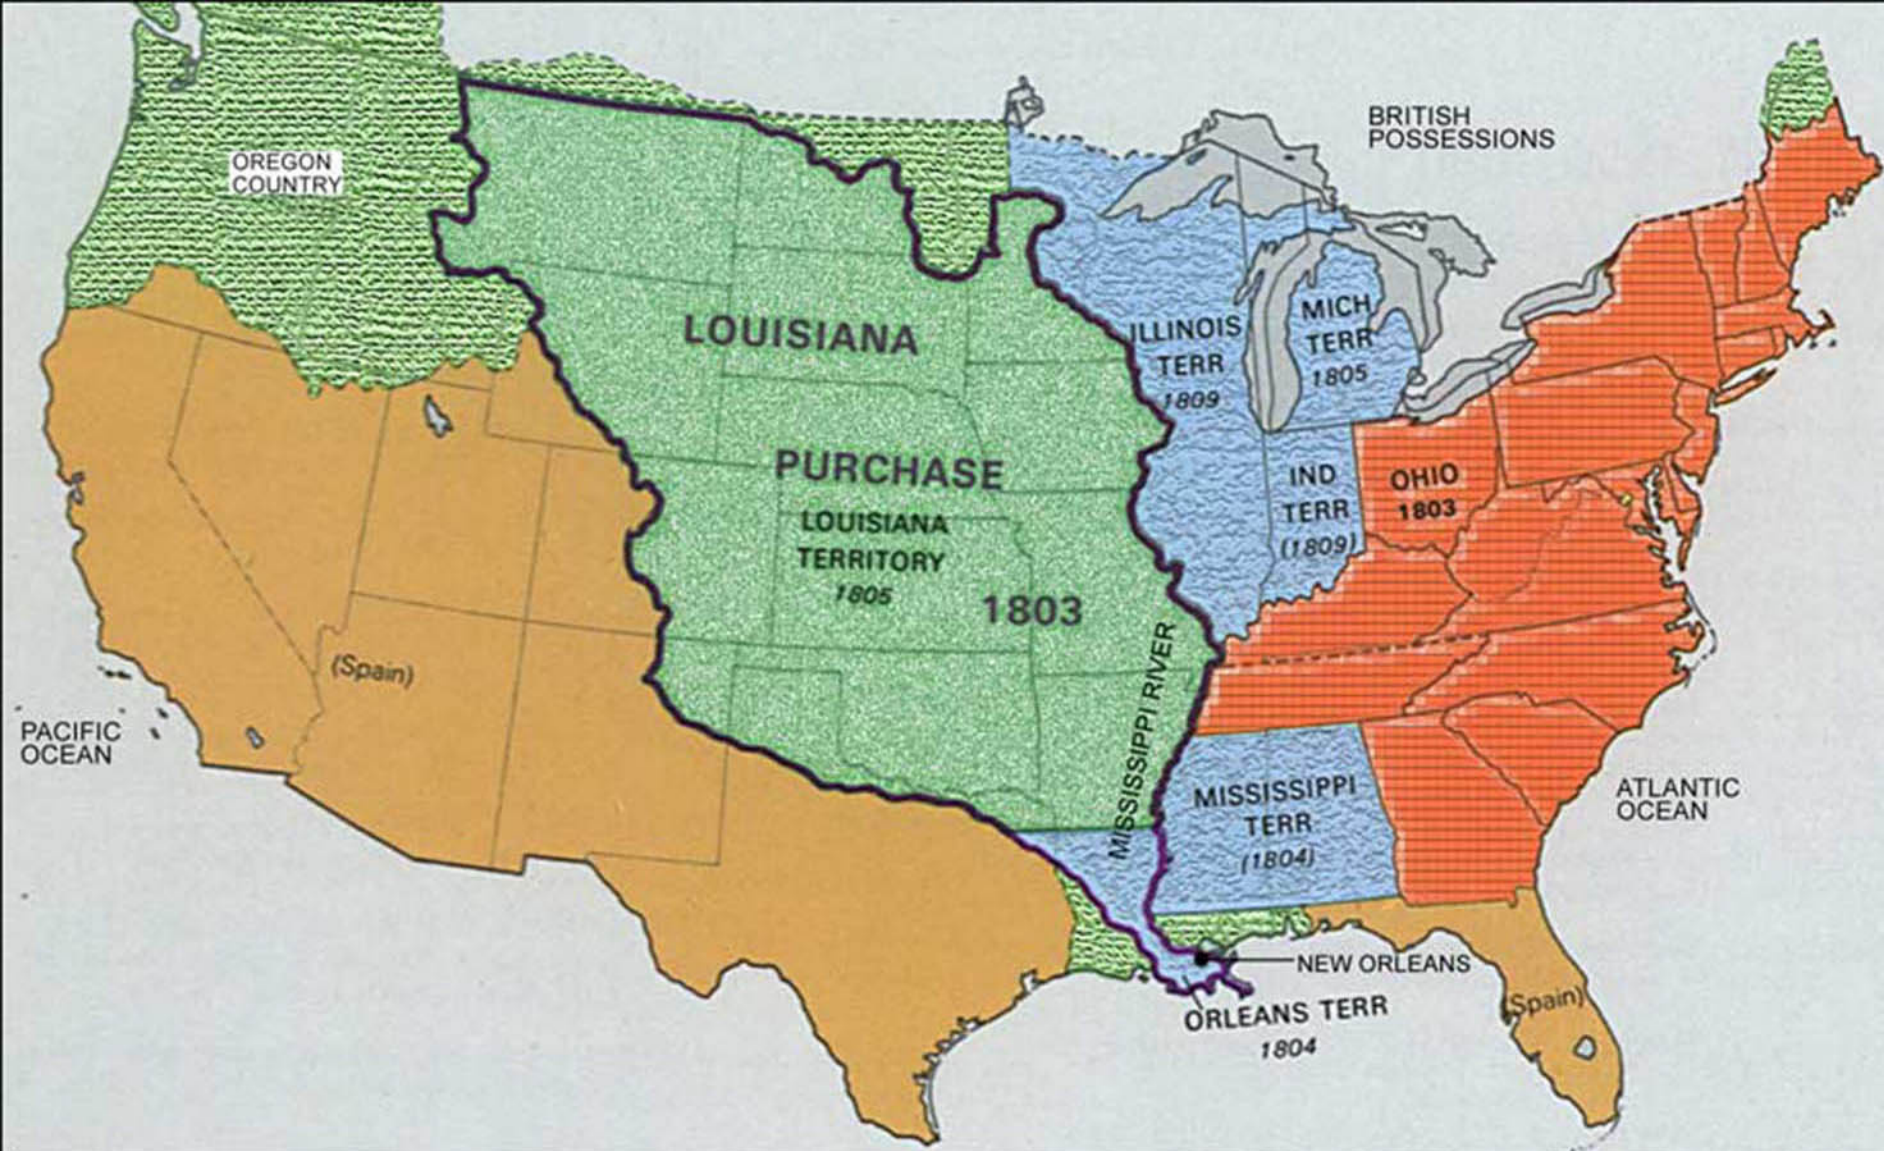 BRITISH
POSSESSIONS
OREGON
COUNTRY
LOUISIANA
PURCHASE
LOUISIANA
TERRITORY
1805
1803
ILLINOIS
TERR
1809
MICH
TERR
1805
IND
TERR
(1809)
OHIO
1803
(Spain)
PACIFIC
OCEAN
MISSISSIPPI RIVER
MISSISSIPPI
TERR
(1804)
ATLANTIC
OCEAN
NEW ORLEANS
ORLEANS TERR
1804
(Spain)